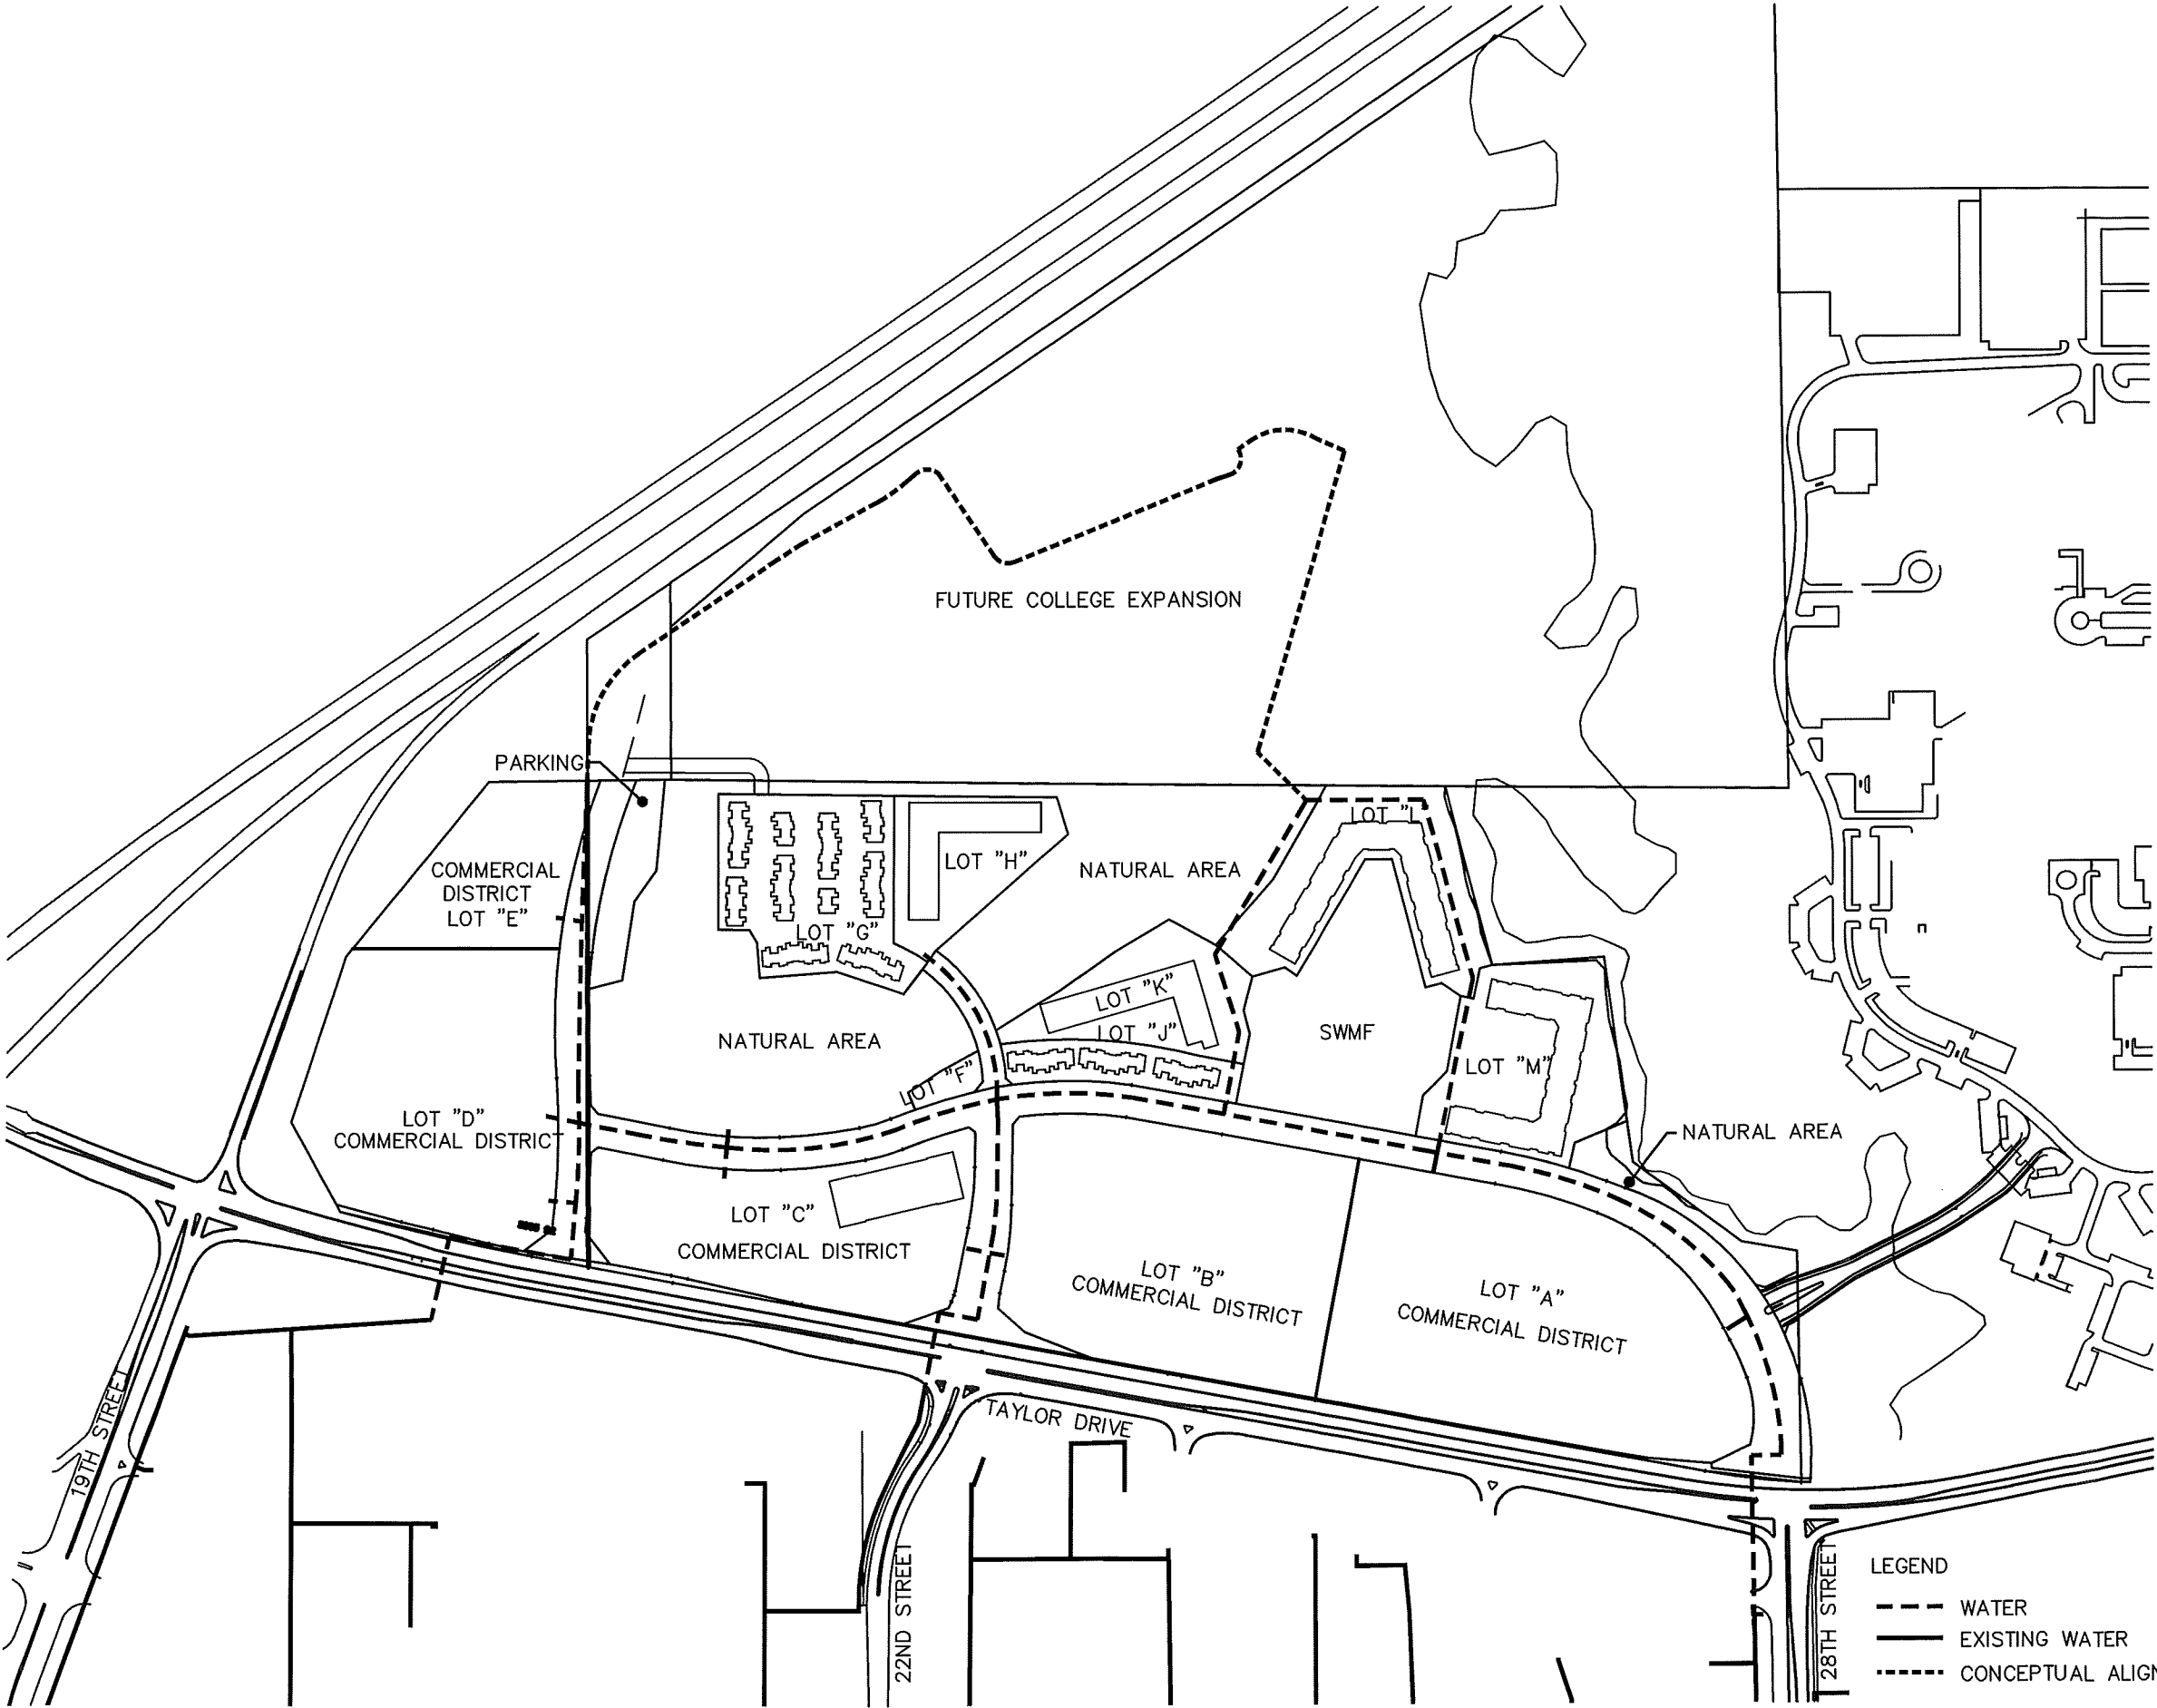 FUTURE COLLEGE EXPANSION
PARKING
LOT "I
COMMERCIAL
DISTRICT
LOT "E"
LOT "H"
NATURAL AREA
LOT "G"
LOT "K"
LOT "J"
NATURAL AREA
SWMF
LOT "M"
LOT "F"
LOT "D"
COMMERCIAL DISTRICT
NATURAL AREA
LOT "C"
COMMERCIAL DISTRICT
LOT "B"
COMMERCIAL DISTRICT
LOT "A"
COMMERCIAL DISTRICT
19TH STREET
TAYLOR DRIVE
22ND STREET
28TH STREET
LEGEND
WATER
EXISTING WATER
CONCEPTUAL ALIGN